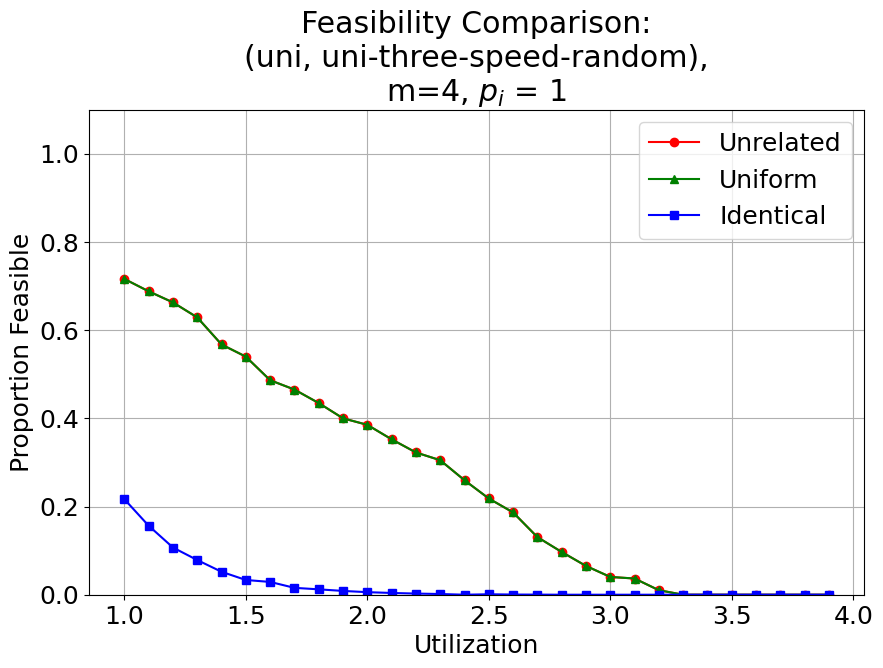 Feasibility Comparison:
(uni, uni-three-speed-random),
m=4, $p_i$ = 1
Unrelated
Uniform
Identical
Proportion Feasible
1.0
0.8
0.6
0.4
0.2
0.0
1.0 1.5 2.0 2.5 3.0 3.5 4.0
Utilization